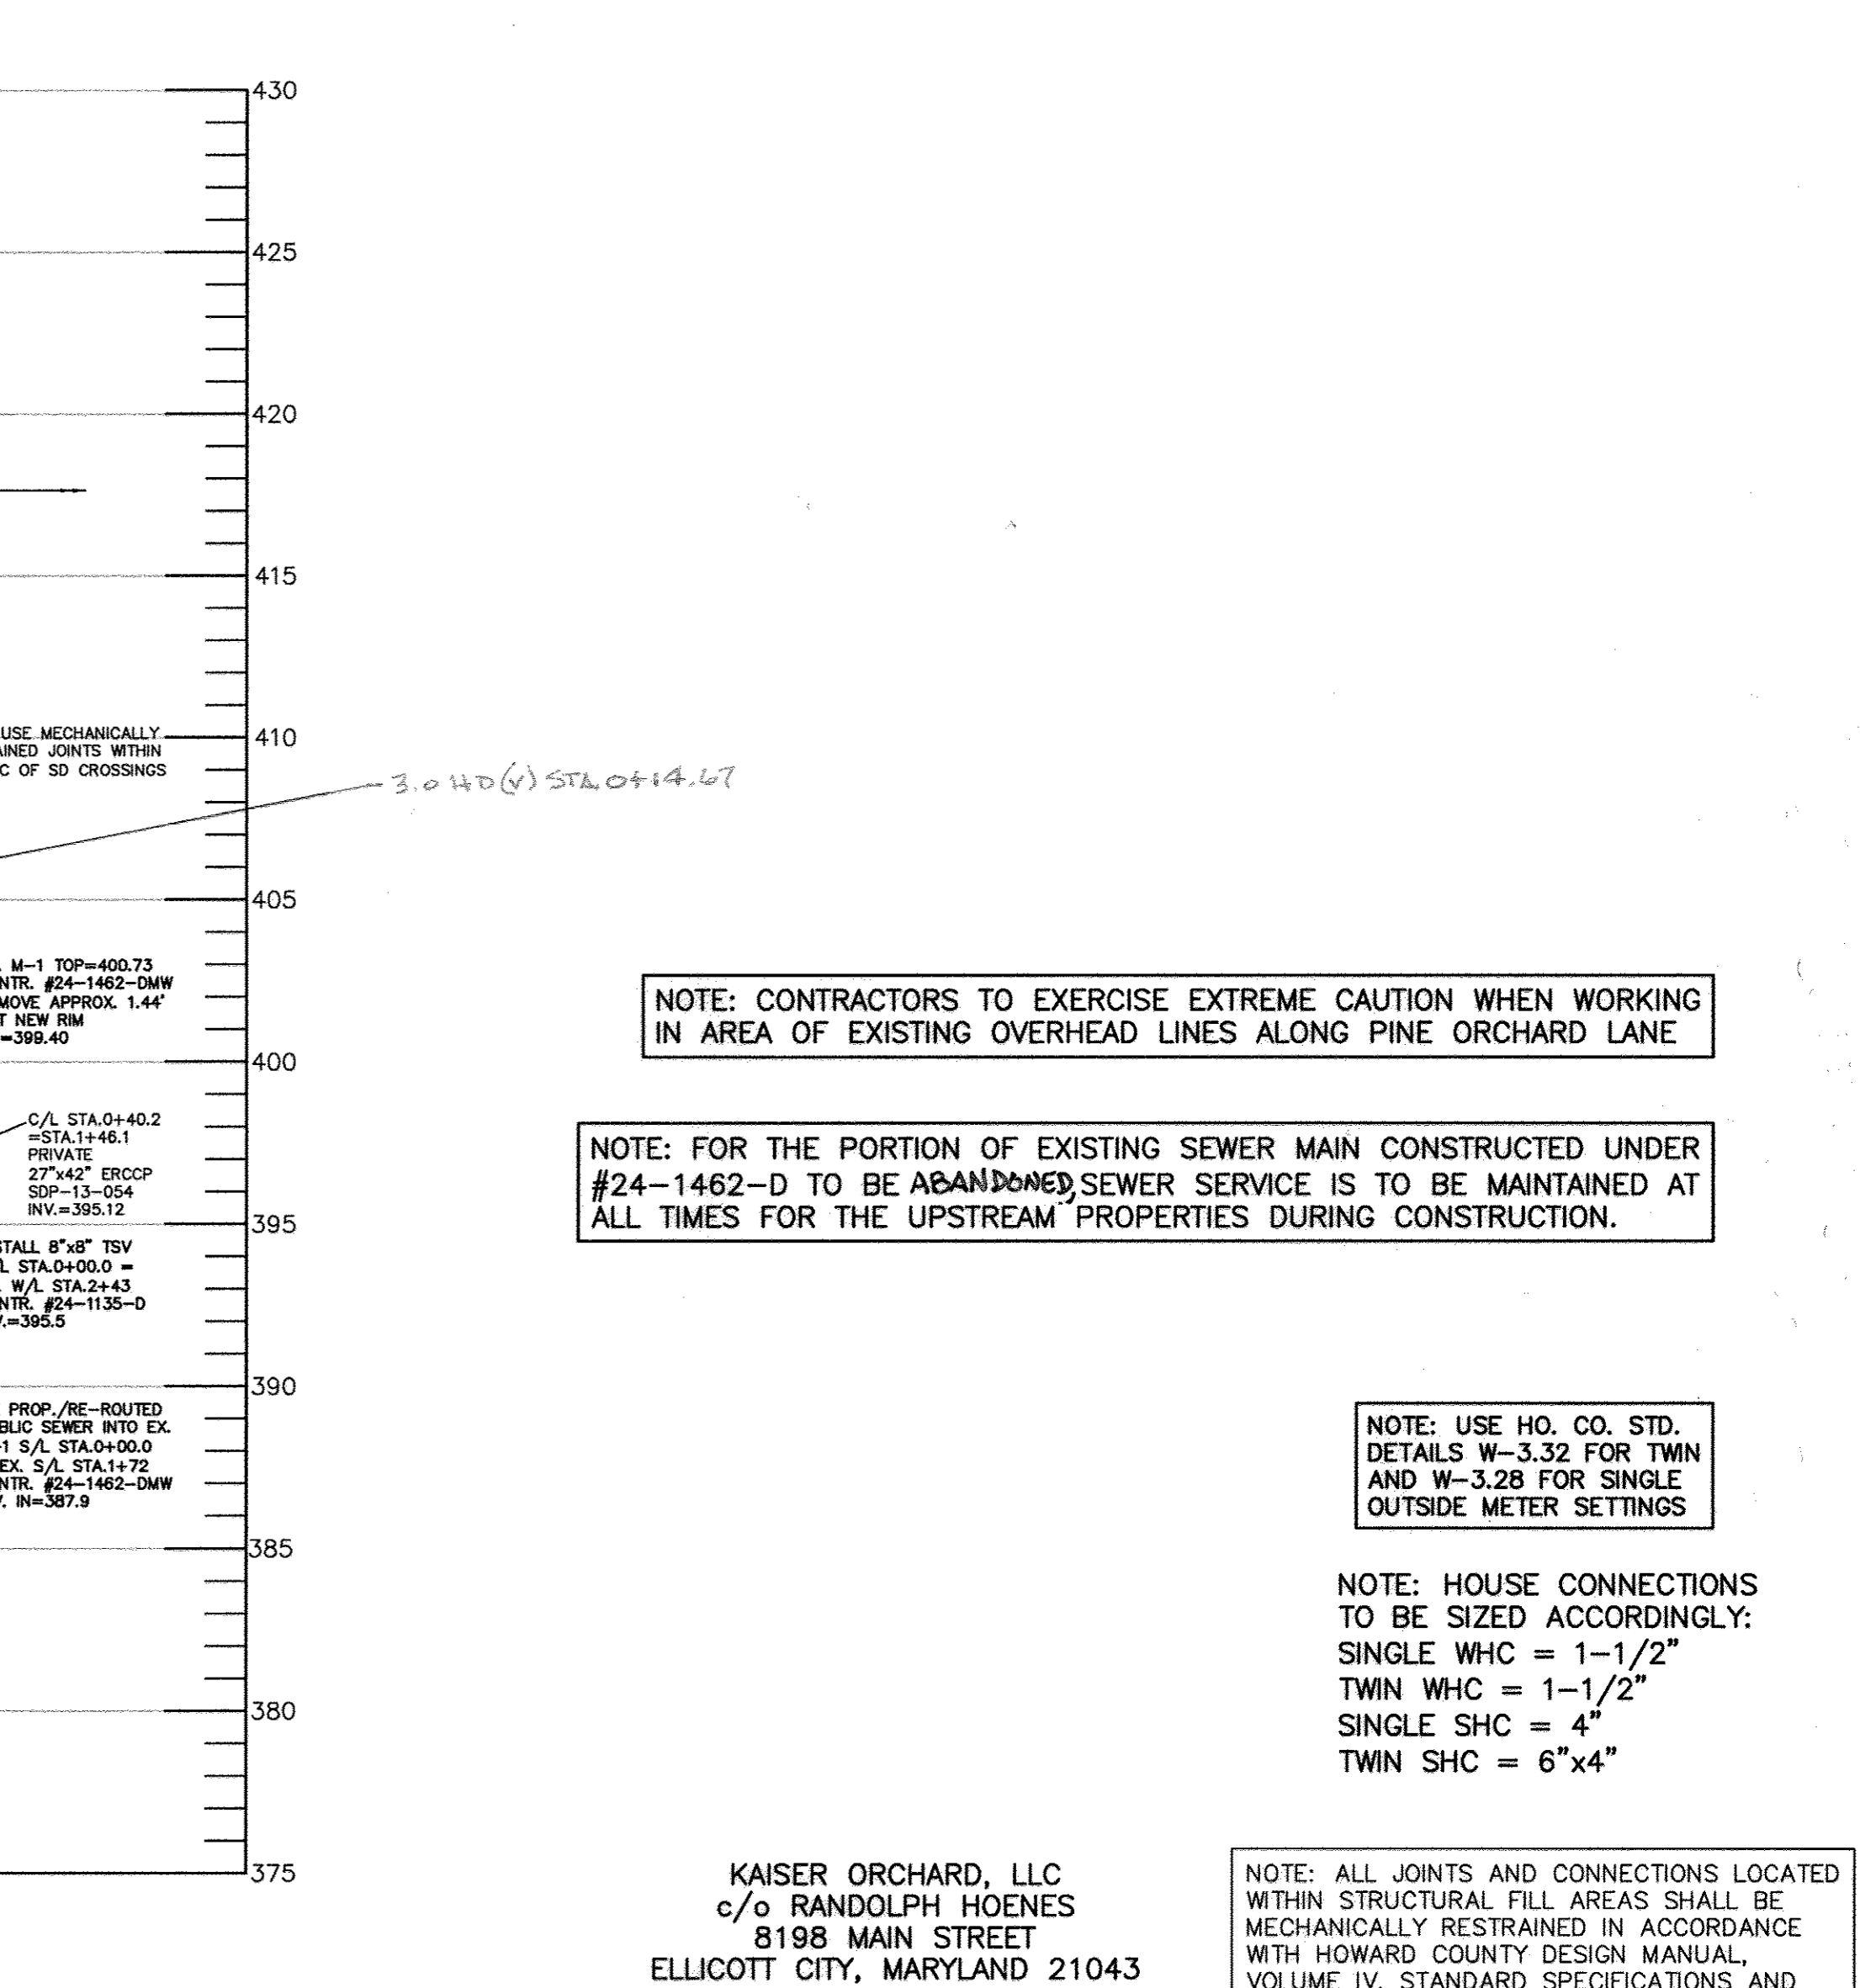 430
425
420
415
USE MECHANICALLY
JOINTS WITHIN
OF SD CROSSINGS
410
3.0 HD(V) STA.0+14.67
405
M-1 TOP=400.73
#24-1462-DMW
APPROX. 1.44'
NEW RIM
=399.40
400
C/L STA.0+40.2
=STA.1+46.1
PRIVATE
27"x42" ERCCP
SDP-13-054
INV.=395.12
395
8"x8" TSV
STA.0+00.0 =
W/L STA.2+43
#24-1135-D
=395.5
390
PROP./RE-ROUTED
SEWER INTO EX.
S/L STA.0+00.0
EX. S/L STA.1+72
#24-1462-DMW
IN=387.9
385
380
375
NOTE: CONTRACTORS TO EXERCISE EXTREME CAUTION WHEN WORKING
IN AREA OF EXISTING OVERHEAD LINES ALONG PINE ORCHARD LANE
NOTE: FOR THE PORTION OF EXISTING SEWER MAIN CONSTRUCTED UNDER
#24-1462-D TO BE ABANDONED, SEWER SERVICE IS TO BE MAINTAINED AT
ALL TIMES FOR THE UPSTREAM PROPERTIES DURING CONSTRUCTION.
NOTE: USE HO. CO. STD.
DETAILS W-3.32 FOR TWIN
AND W-3.28 FOR SINGLE
OUTSIDE METER SETTINGS
NOTE: HOUSE CONNECTIONS
TO BE SIZED ACCORDINGLY:
SINGLE WHC = 1-1/2"
TWIN WHC = 1-1/2"
SINGLE SHC = 4"
TWIN SHC = 6"x4"
KAISER ORCHARD, LLC
c/o RANDOLPH HOENES
8198 MAIN STREET
ELLICOTT CITY, MARYLAND 21043
NOTE: ALL JOINTS AND CONNECTIONS LOCATED
WITHIN STRUCTURAL FILL AREAS SHALL BE
MECHANICALLY RESTRAINED IN ACCORDANCE
WITH HOWARD COUNTY DESIGN MANUAL,
VOLUME IV, STANDARD SPECIFICATIONS AND